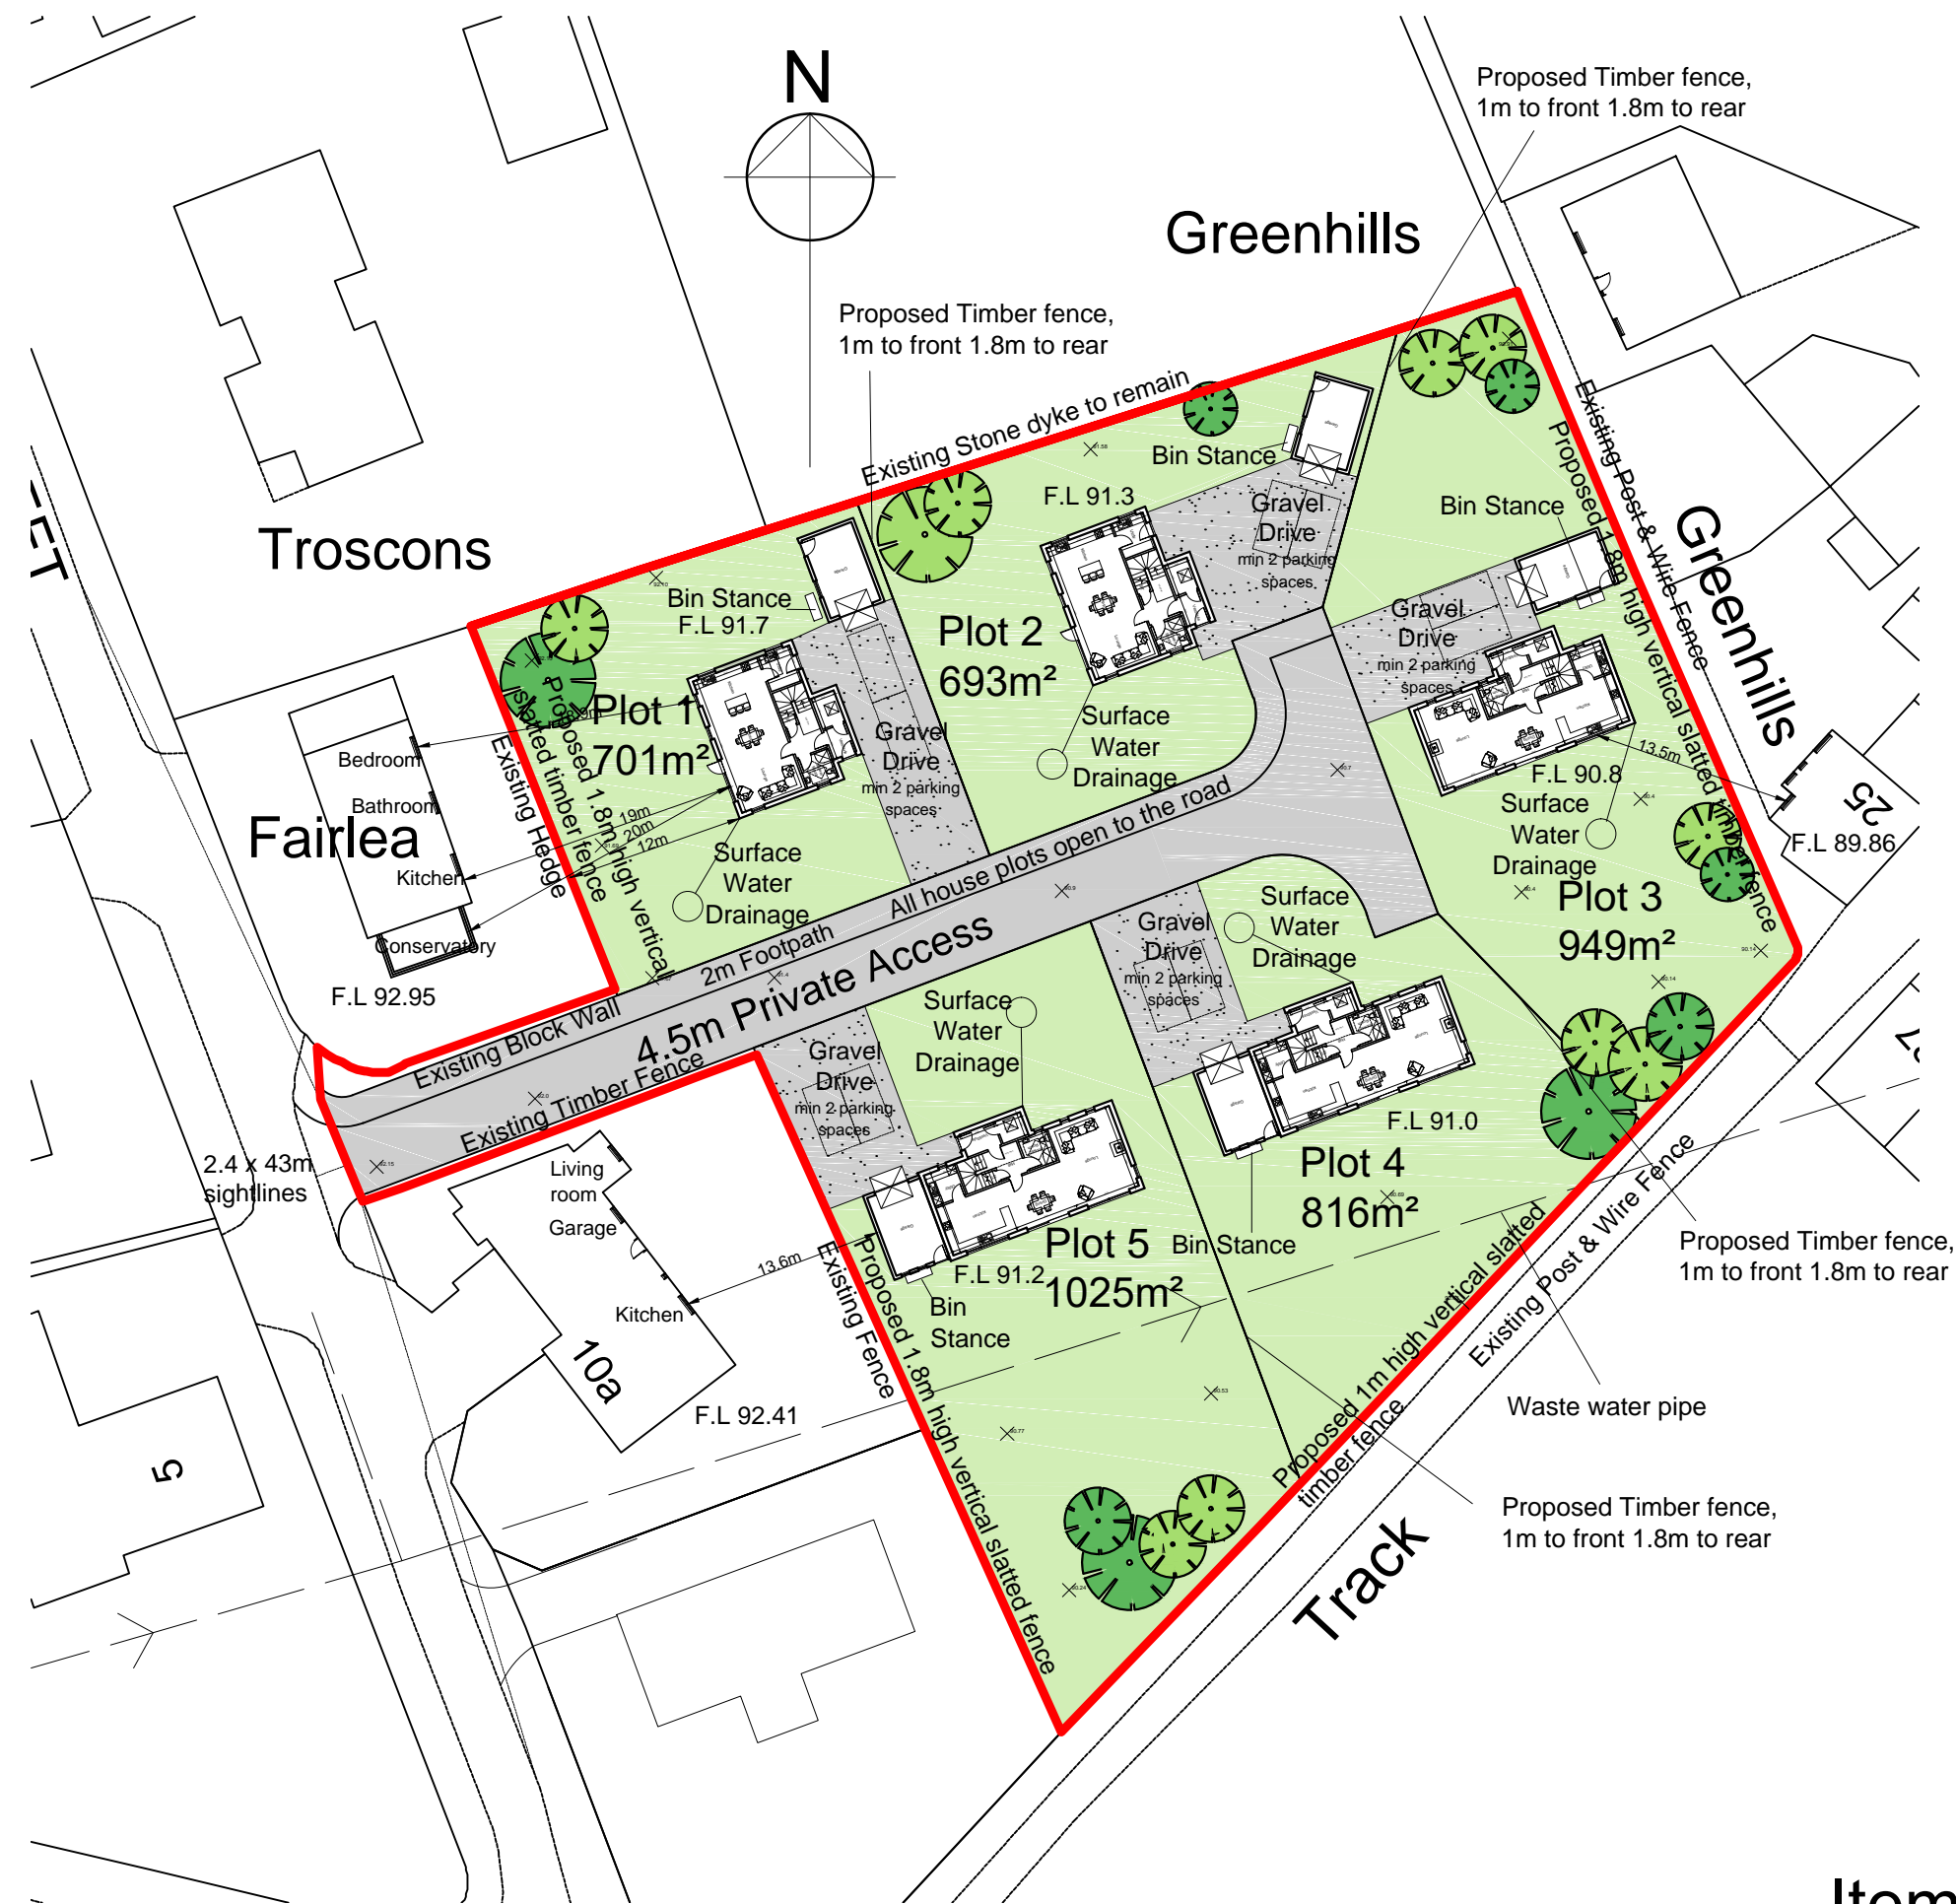 N
Proposed Timber fence,
1m to front 1.8m to rear
Greenhills
Proposed Timber fence,
1m to front 1.8m to rear
Existing Stone dyke to remain
Bin Stance
F.L 91.3
Gravel
Drive
min 2 parking
spaces
Existing Post & Wire Fence
Proposed 1.8m high vertical slatted timber fence
Bin Stance
Greenhills
Troscons
Bin Stance
F.L 91.7
Plot 2
693m²
Gravel
Drive
min 2 parking
spaces
Plot 1
701m²
Proposed 1.8m high vertical
slatted timber fence
Existing Hedge
Surface
Water
Drainage
Gravel
Drive
min 2 parking
spaces
13.5m
F.L 90.8
25
F.L 89.86
Bedroom
Bathroom
Fairlea
Kitchen
Conservatory
F.L 92.95
19m
20m
12m
Surface
Water
Drainage
Surface
Water
Drainage
Plot 3
949m²
All house plots open to the road
2m Footpath
4.5m Private Access
Existing Block Wall
Existing Timber Fence
Surface
Water
Drainage
Gravel
Drive
min 2 parking
spaces
Surface
Water
Drainage
Gravel
Drive
min 2 parking
spaces
2.4 x 43m
sightlines
Living
room
Garage
Kitchen
13.6m
10a
F.L 92.41
5
F.L 91.0
Plot 4
816m²
Bin Stance
Plot 5
1025m²
F.L 91.2
Bin
Stance
Existing Fence
Proposed 1.8m high vertical slatted fence
Proposed 1m high vertical slatted
timber fence
Existing Post & Wire Fence
Proposed Timber fence,
1m to front 1.8m to rear
Waste water pipe
Proposed Timber fence,
1m to front 1.8m to rear
Track
Item